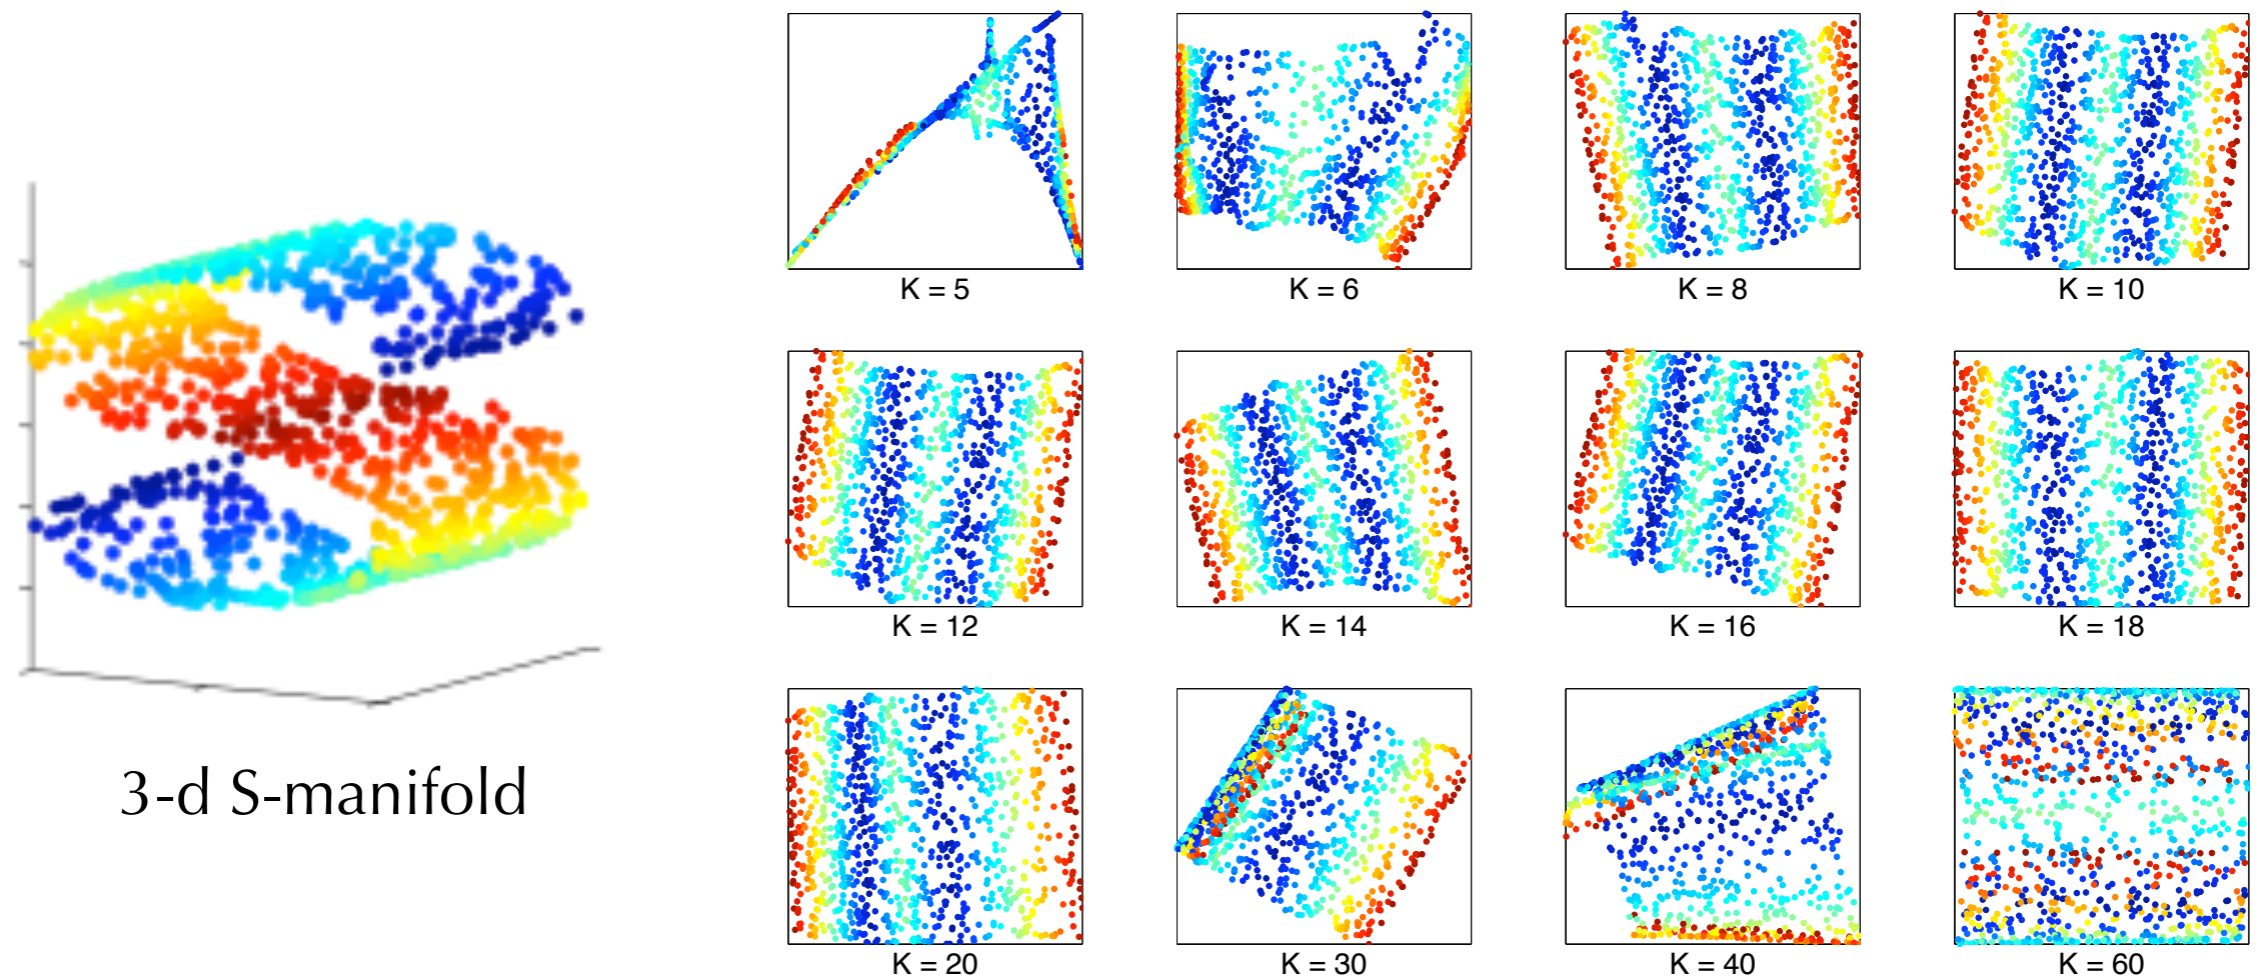 K = 5
K = 6
K = 8
K = 10
K = 12
K = 14
K = 16
K = 18
3-d S-manifold
K = 20
K = 30
K = 40
K = 60